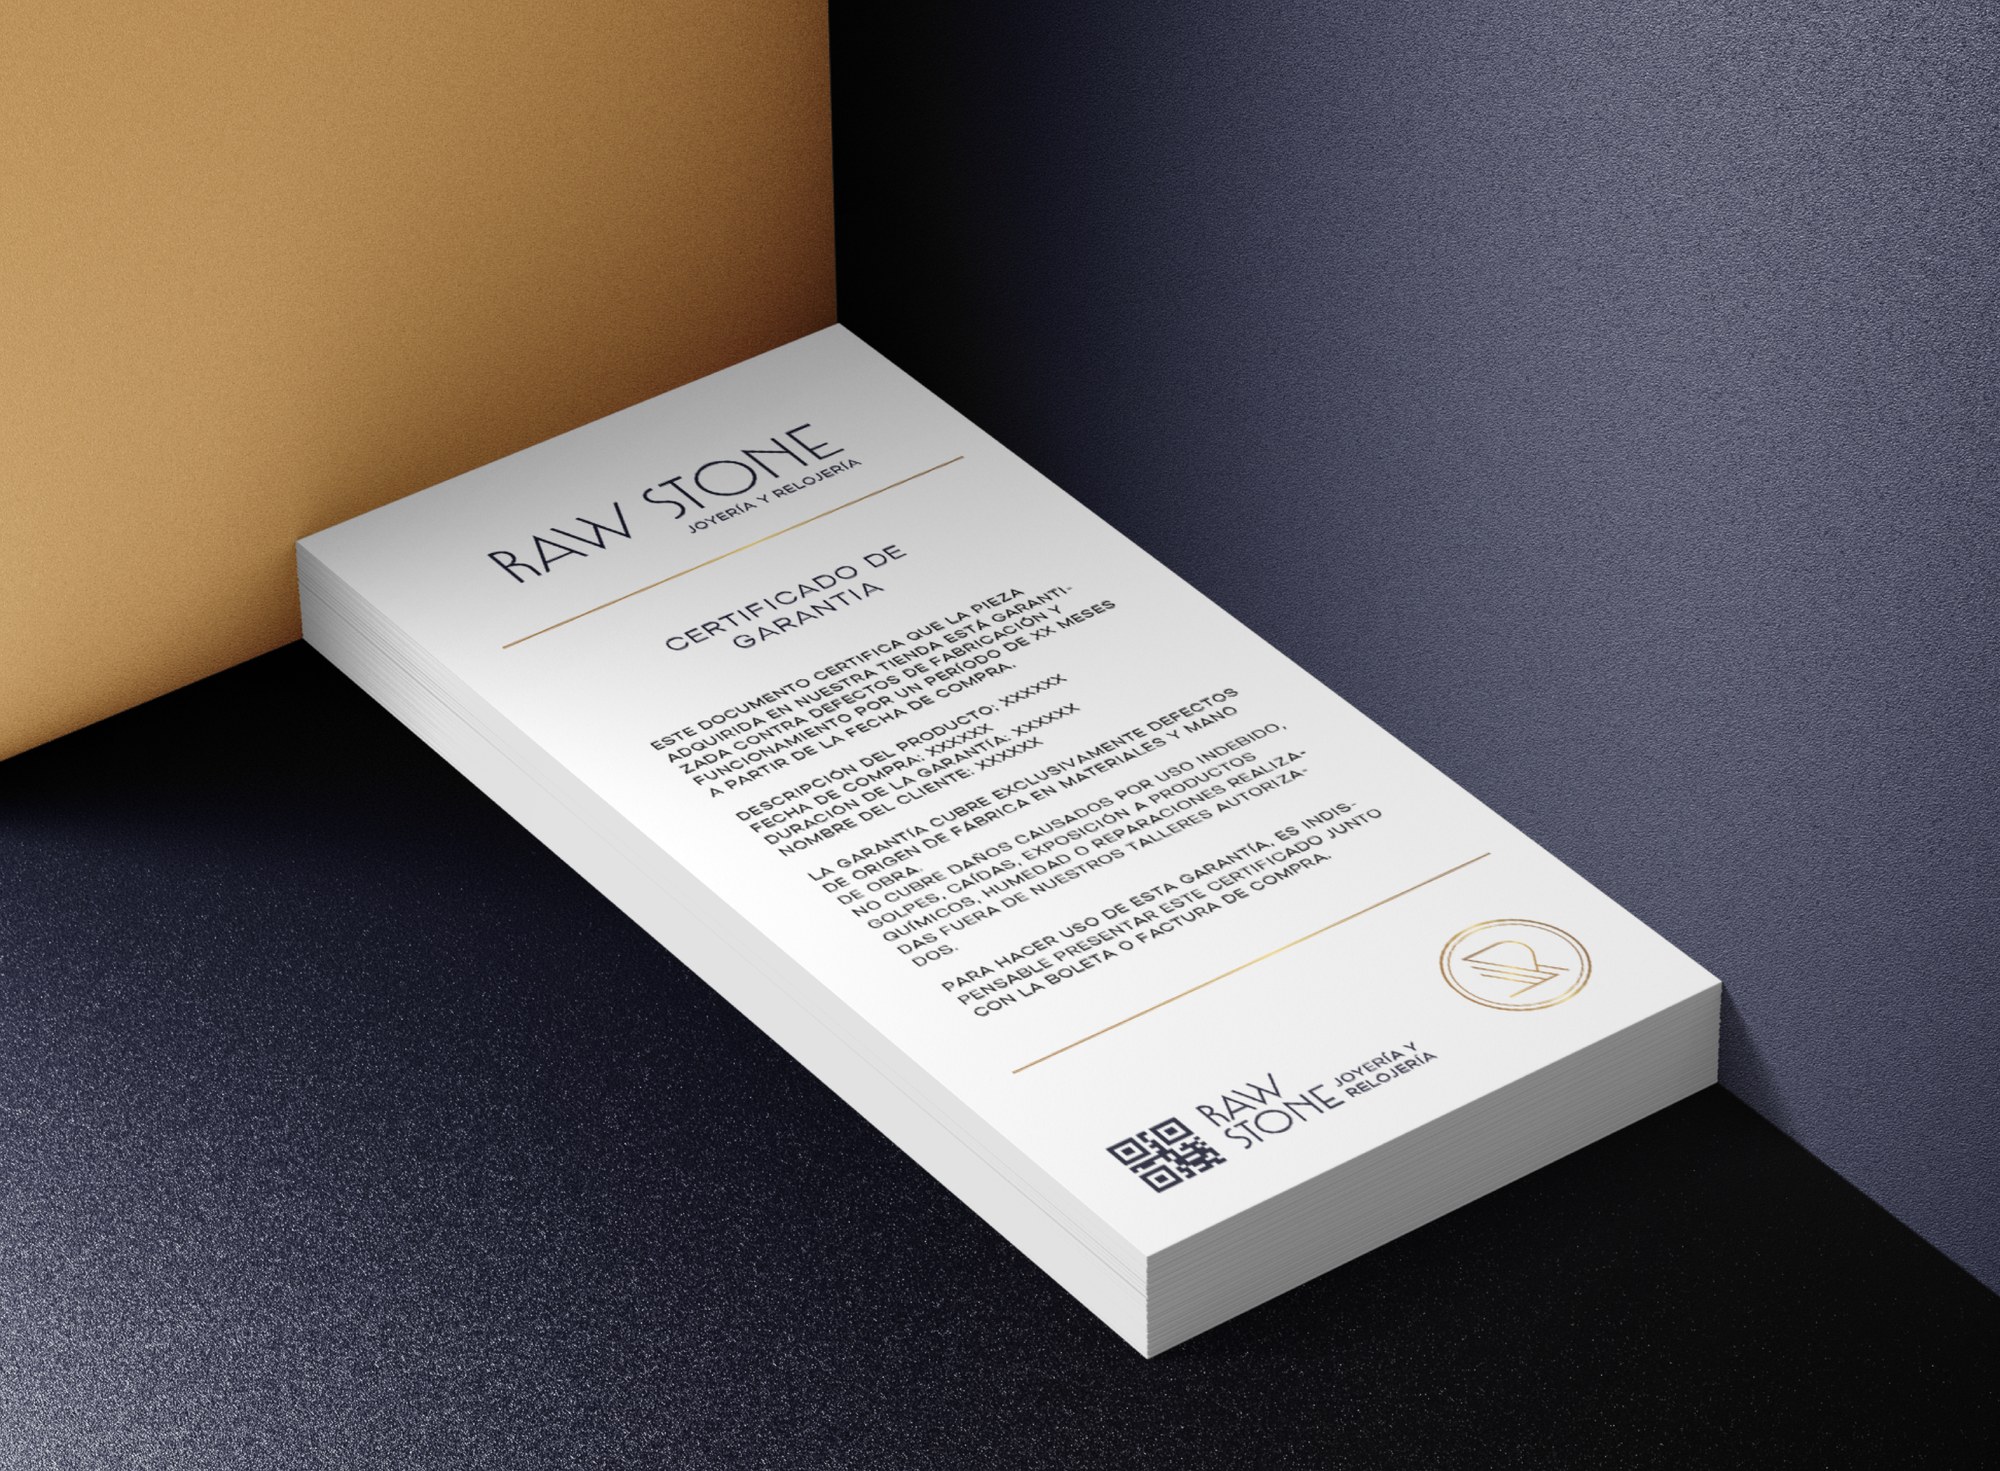 RAW STONE
JOYERÍA Y RELOJERÍA
CERTIFICADO DE
GARANTIA
ESTE DOCUMENTO CERTIFICA QUE LA PIEZA
ADQUIRIDA EN NUESTRA TIENDA ESTÁ GARANTI-
ZADA CONTRA DEFECTOS DE FABRICACIÓN Y
FUNCIONAMIENTO POR UN PERÍODO DE XX MESES
A PARTIR DE LA FECHA DE COMPRA.
DESCRIPCIÓN DEL PRODUCTO: XXXXXX
FECHA DE COMPRA: XXXXXX
DURACIÓN DE LA GARANTÍA: XXXXXX
NOMBRE DEL CLIENTE: XXXXXX
LA GARANTÍA CUBRE EXCLUSIVAMENTE DEFECTOS
DE ORIGEN DE FÁBRICA EN MATERIALES Y MANO
DE OBRA.
NO CUBRE DAÑOS CAUSADOS POR USO INDEBIDO,
GOLPES, CAÍDAS, EXPOSICIÓN A PRODUCTOS
QUÍMICOS, HUMEDAD O REPARACIONES REALIZA-
DAS FUERA DE NUESTROS TALLERES AUTORIZA-
DOS.
PARA HACER USO DE ESTA GARANTÍA, ES INDIS-
PENSABLE PRESENTAR ESTE CERTIFICADO JUNTO
CON LA BOLETA O FACTURA DE COMPRA.
RAW
STONE
JOYERÍA Y
RELOJERÍA